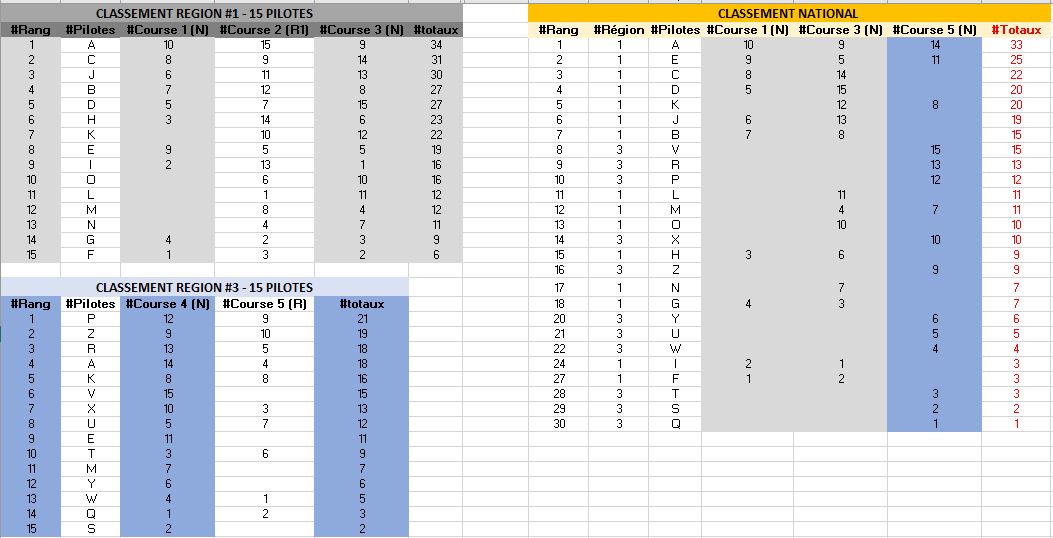 CLASSEMENT REGION #1 - 15 PILOTES
#Rang #Pilotes #Course 1 (N) #Course 2 (R1) #Course 3 (N) #totaux
1 A 10 15 9 34
2 C 8 9 14 31
3 J 6 11 13 30
4 B 7 12 8 27
5 D 5 7 15 27
6 H 3 14 6 23
7 K 10 12 22
8 E 9 5 5 19
9 I 2 13 1 16
10 O 6 10 16
11 L 1 11 12
12 M 8 4 12
13 N 4 7 11
14 G 4 2 3 9
15 F 1 3 2 6
CLASSEMENT REGION #3 - 15 PILOTES
#Rang #Pilotes #Course 4 (N) #Course 5 (R) #totaux
1 P 12 9 21
2 Z 9 10 19
3 R 13 5 18
4 A 14 4 18
5 K 8 8 16
6 V 15 15
7 X 10 3 13
8 U 5 7 12
9 E 11 11
10 T 3 6 9
11 M 7 7
12 Y 6 6
13 W 4 1 5
14 Q 1 2 3
15 S 2 2
CLASSEMENT NATIONAL
#Rang #Région #Pilotes #Course 1 (N) #Course 3 (N) #Course 5 (N) #Totaux
1 1 A 10 9 14 33
2 1 E 9 5 11 25
3 1 C 8 14 22
4 1 D 5 15 20
5 1 K 12 8 20
6 1 J 6 13 19
7 1 B 7 8 15
8 3 V 15 15
9 3 R 13 13
10 3 P 12 12
11 1 L 11 11
12 1 M 4 7 11
13 1 O 10 10
14 3 X 10 10
15 1 H 3 6 9
16 3 Z 9 9
17 1 N 7 7
18 1 G 4 3 7
20 3 Y 6 6
21 3 U 5 5
22 3 W 4 4
24 1 I 2 1 3
27 1 F 1 2 3
28 3 T 3 3
29 3 S 2 2
30 3 Q 1 1